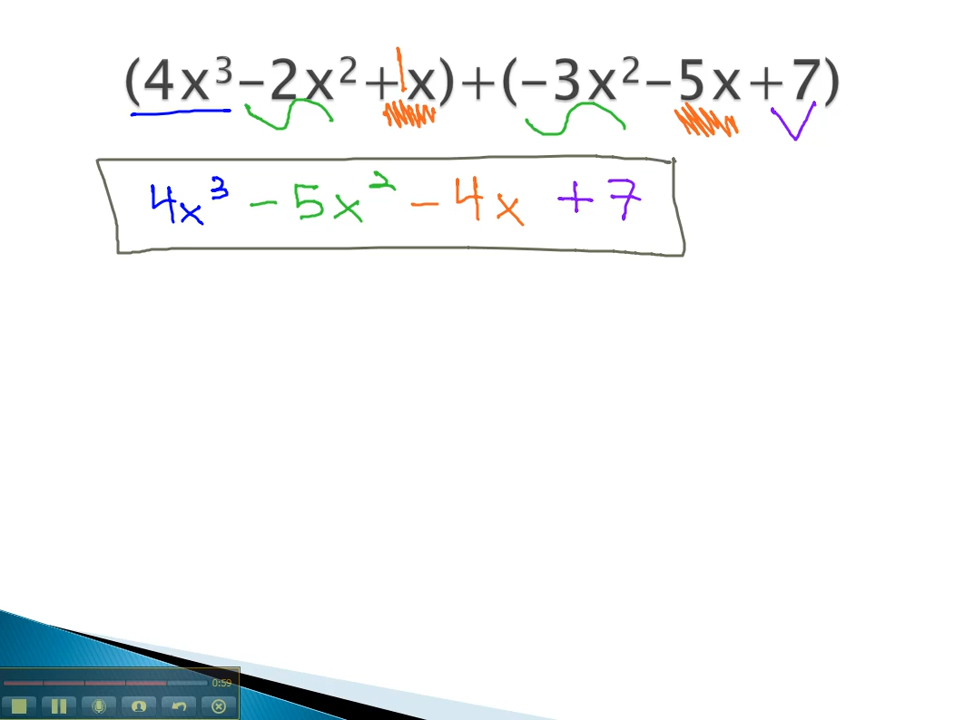 (4x³–2x²+1x)+(–3x²–5x+7)
4x³ – 5x² – 4x + 7
0:59